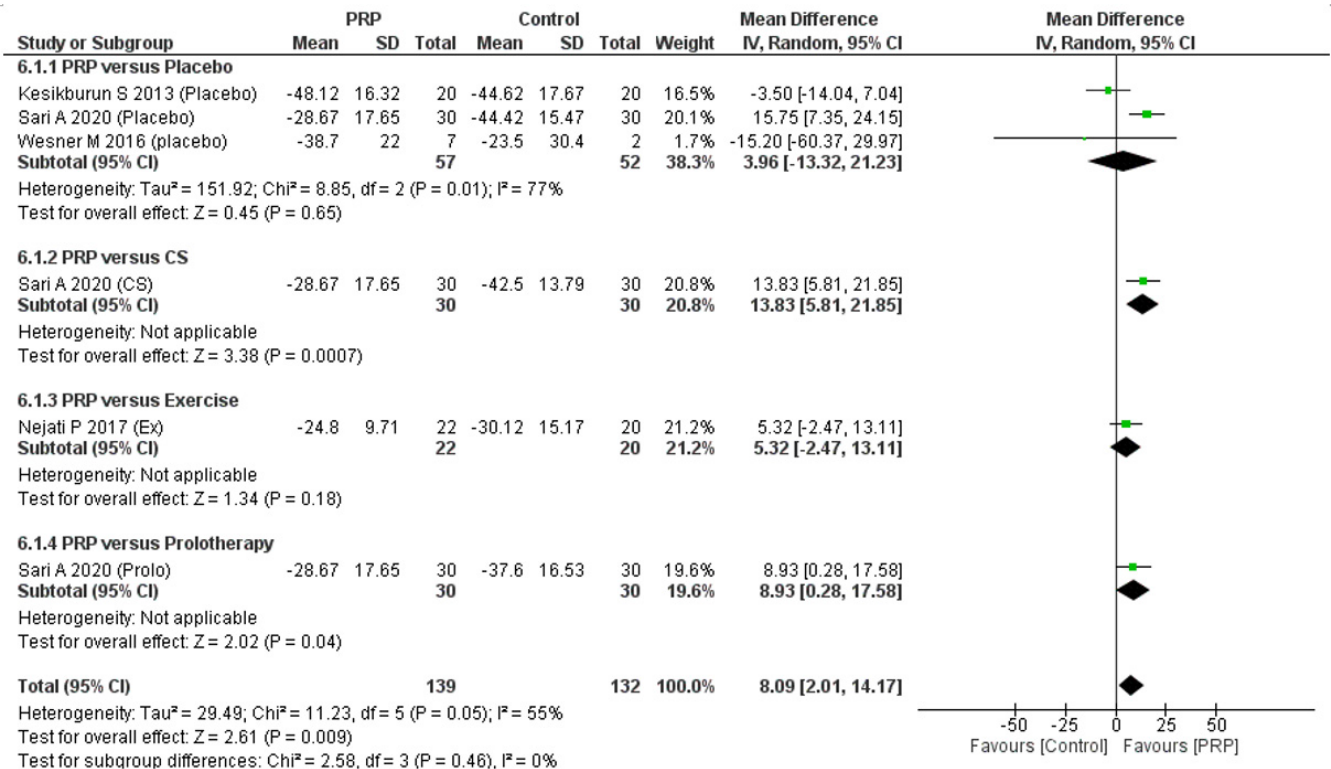 PRP Control Mean Difference Mean Difference
Study or Subgroup Mean SD Total Mean SD Total Weight IV, Random, 95% CI IV, Random, 95% CI
6.1.1 PRP versus Placebo
Kesikburun S 2013 (Placebo) -48.12 16.32 20 -44.62 17.67 20 16.5% -3.50 [-14.04, 7.04]
Sari A 2020 (Placebo) -28.67 17.65 30 -44.42 15.47 30 20.1% 15.75 [7.35, 24.15]
Wesner M 2016 (placebo) -38.7 22 7 -23.5 30.4 2 1.7% -15.20 [-60.37, 29.97]
Subtotal (95% CI) 57 52 38.3% 3.96 [-13.32, 21.23]
Heterogeneity: Tau² = 151.92; Chi² = 8.85, df = 2 (P = 0.01); I² = 77%
Test for overall effect: Z = 0.45 (P = 0.65)
6.1.2 PRP versus CS
Sari A 2020 (CS) -28.67 17.65 30 -42.5 13.79 30 20.8% 13.83 [5.81, 21.85]
Subtotal (95% CI) 30 30 20.8% 13.83 [5.81, 21.85]
Heterogeneity: Not applicable
Test for overall effect: Z = 3.38 (P = 0.0007)
6.1.3 PRP versus Exercise
Nejati P 2017 (Ex) -24.8 9.71 22 -30.12 15.17 20 21.2% 5.32 [-2.47, 13.11]
Subtotal (95% CI) 22 20 21.2% 5.32 [-2.47, 13.11]
Heterogeneity: Not applicable
Test for overall effect: Z = 1.34 (P = 0.18)
6.1.4 PRP versus Prolotherapy
Sari A 2020 (Prolo) -28.67 17.65 30 -37.6 16.53 30 19.6% 8.93 [0.28, 17.58]
Subtotal (95% CI) 30 30 19.6% 8.93 [0.28, 17.58]
Heterogeneity: Not applicable
Test for overall effect: Z = 2.02 (P = 0.04)
Total (95% CI) 139 132 100.0% 8.09 [2.01, 14.17]
Heterogeneity: Tau² = 29.49; Chi² = 11.23, df = 5 (P = 0.05); I² = 55%
Test for overall effect: Z = 2.61 (P = 0.009)
Test for subgroup differences: Chi² = 2.58, df = 3 (P = 0.46), I² = 0%
-50 -25 0 25 50
Favours [Control] Favours [PRP]